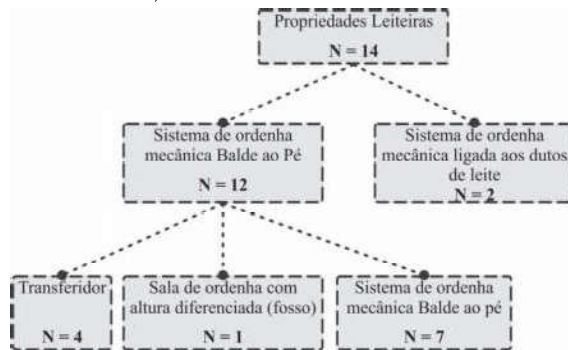 Propriedades Leiteiras
N = 14
Sistema de ordenha
mecânica Balde ao Pé
N = 12
Sistema de ordenha
mecânica ligada aos dutos
de leite
N = 2
Transferidor
N = 4
Sala de ordenha com
altura diferenciada (fosso)
N = 1
Sistema de ordenha
mecânica Balde ao pé
N = 7